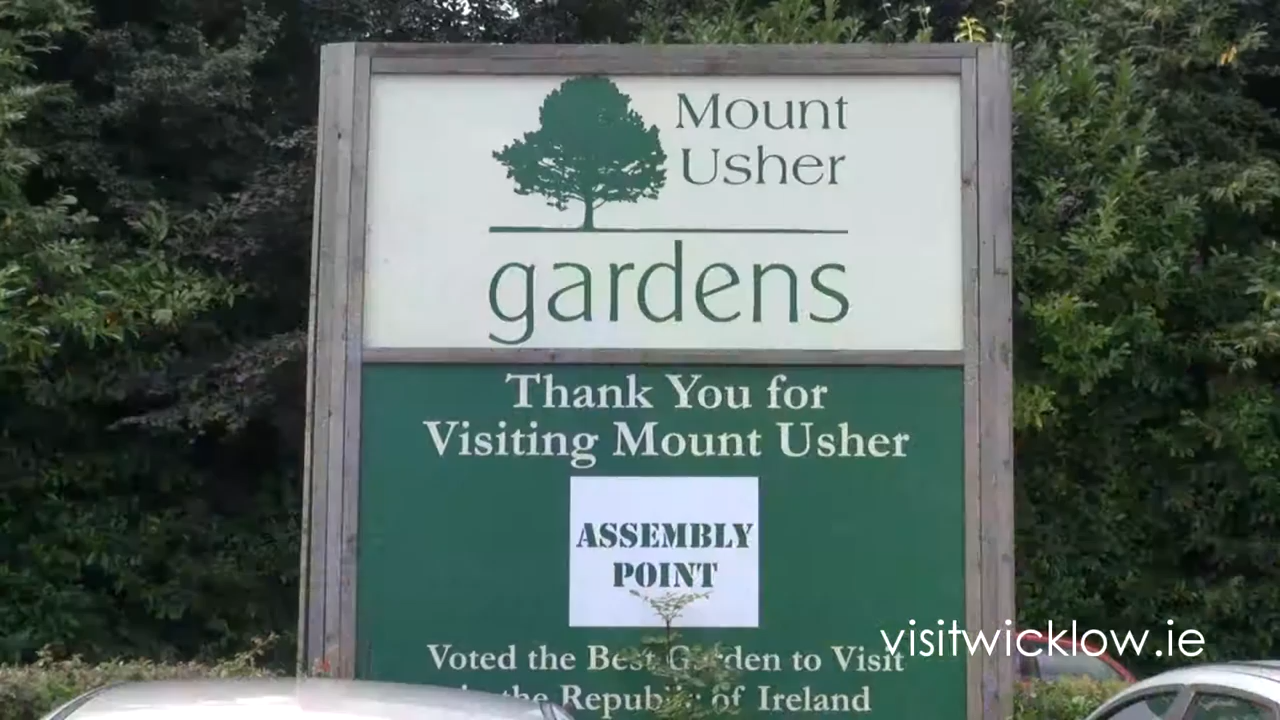 Mount
Usher
gardens
Thank You for
Visiting Mount Usher
ASSEMBLY
POINT
Voted the Best Garden to Visit
in the Republic of Ireland
visitwicklow.ie